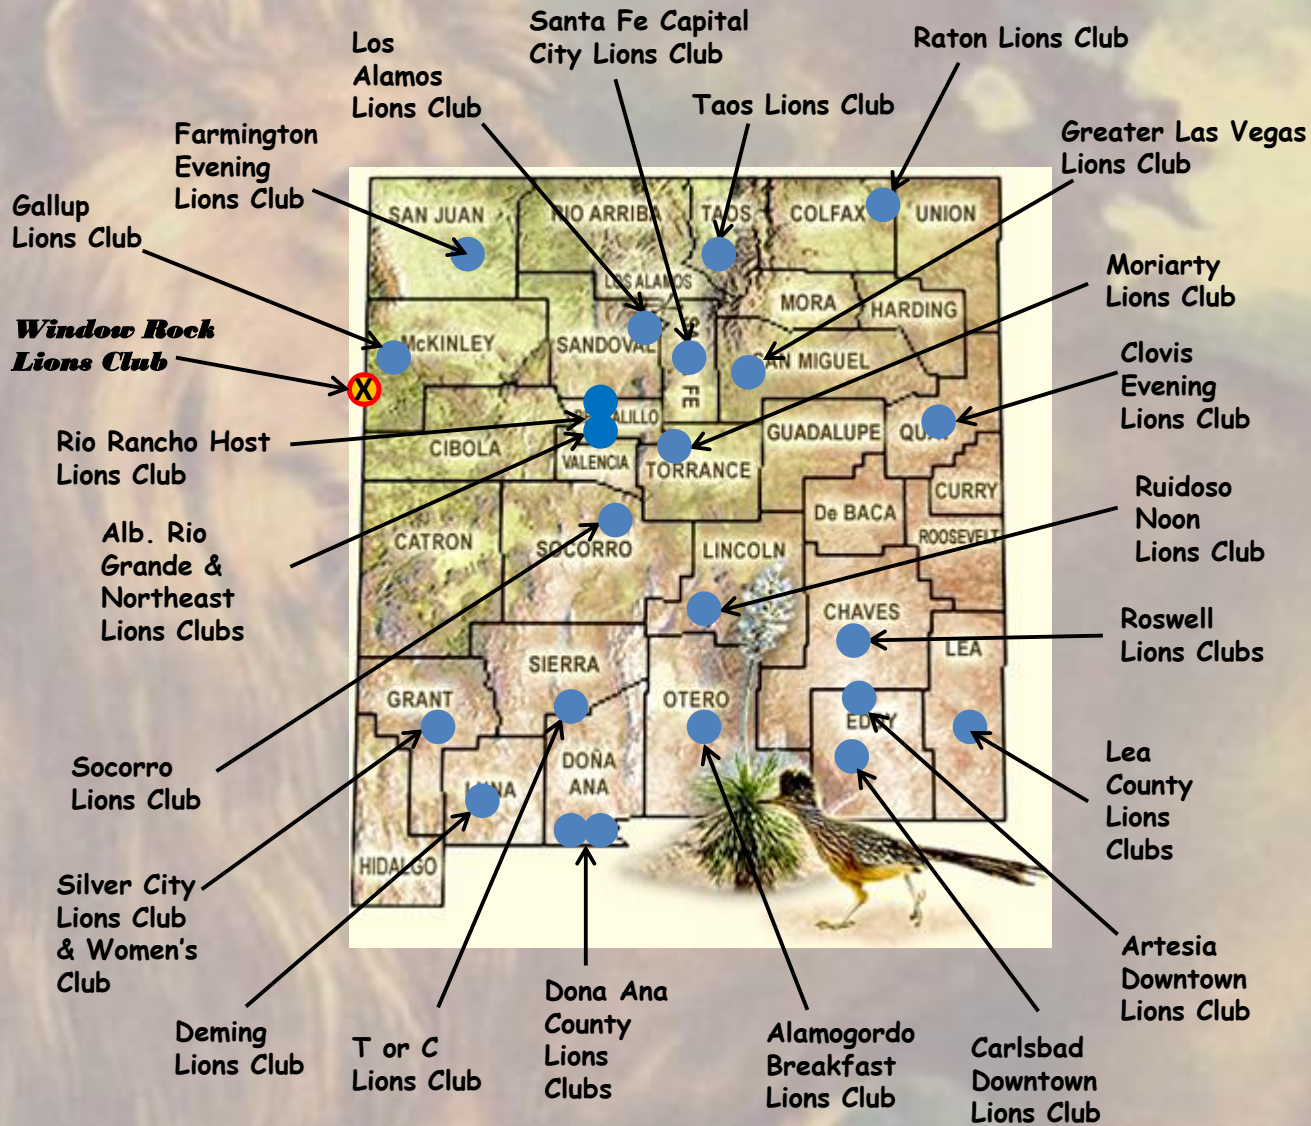 Los
Alamos
Lions Club
Santa Fe Capital
City Lions Club
Raton Lions Club
Taos Lions Club
Farmington
Evening
Lions Club
Greater Las Vegas
Lions Club
Gallup
Lions Club
Moriarty
Lions Club
Window Rock
Lions Club
Clovis
Evening
Lions Club
Rio Rancho Host
Lions Club
Ruidoso
Noon
Lions Club
Alb. Rio
Grande &
Northeast
Lions Clubs
Roswell
Lions Clubs
Socorro
Lions Club
Lea
County
Lions
Clubs
Silver City
Lions Club
& Women's
Club
Artesia
Downtown
Lions Club
Deming
Lions Club
T or C
Lions Club
Dona Ana
County
Lions
Clubs
Alamogordo
Breakfast
Lions Club
Carlsbad
Downtown
Lions Club
SAN JUAN
RIO ARRIBA
TAOS
COLFAX
UNION
LOS ALAMOS
MORA
HARDING
McKINLEY
SANDOVAL
FE
SAN MIGUEL
X
CIBOLA
VALENCIA
TORRANCE
GUADALUPE
CURRY
De BACA
ROOSEVELT
CATRON
SOCORRO
LINCOLN
CHAVES
LEA
SIERRA
GRANT
OTERO
DOÑA
ANA
HIDALGO